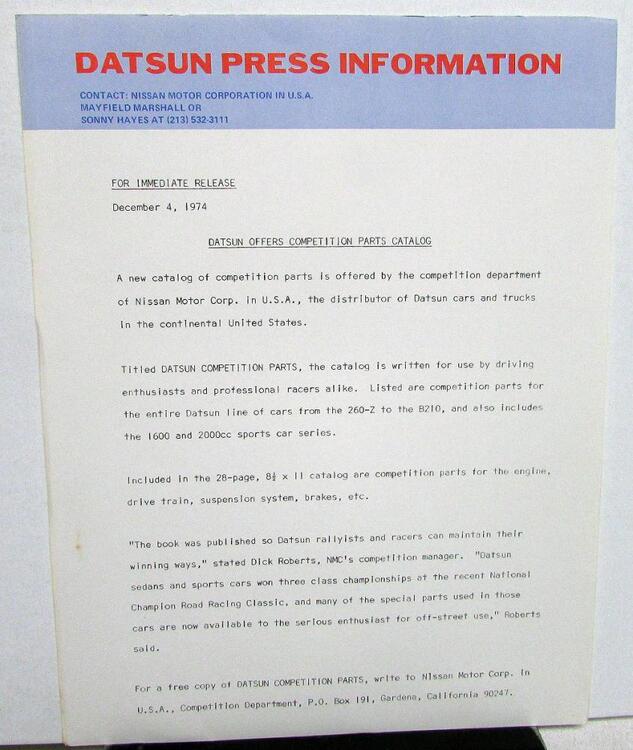 DATSUN PRESS INFORMATION
CONTACT: NISSAN MOTOR CORPORATION IN U.S.A.
MAYFIELD MARSHALL OR
SONNY HAYES AT (213) 532-3111
FOR IMMEDIATE RELEASE
December 4, 1974
DATSUN OFFERS COMPETITION PARTS CATALOG
A new catalog of competition parts is offered by the competition department
of Nissan Motor Corp. in U.S.A., the distributor of Datsun cars and trucks
in the continental United States.
Titled DATSUN COMPETITION PARTS, the catalog is written for use by driving
enthusiasts and professional racers alike. Listed are competition parts for
the entire Datsun line of cars from the 260-Z to the B210, and also includes
the 1600 and 2000cc sports car series.
Included in the 28-page, 8½ x 11 catalog are competition parts for the engine,
drive train, suspension system, brakes, etc.
"The book was published so Datsun rallyists and racers can maintain their
winning ways," stated Dick Roberts, NMC's competition manager. "Datsun
sedans and sports cars won three class championships at the recent National
Champion Road Racing Classic, and many of the special parts used in those
cars are now available to the serious enthusiast for off-street use," Roberts
said.
For a free copy of DATSUN COMPETITION PARTS, write to Nissan Motor Corp. in
U.S.A., Competition Department, P.O. Box 191, Gardena, California 90247.